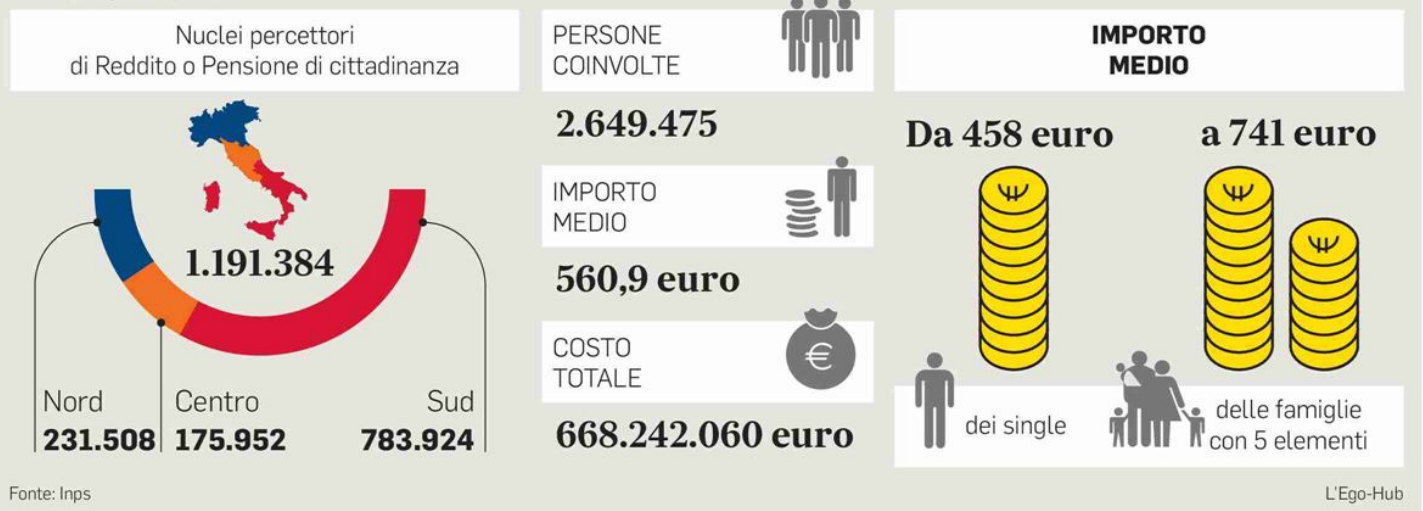 Nuclei percettori
di Reddito o Pensione di cittadinanza
1.191.384
Nord
231.508
Centro
175.952
Sud
783.924
PERSONE
COINVOLTE
2.649.475
IMPORTO
MEDIO
560,9 euro
COSTO
TOTALE
€
668.242.060 euro
IMPORTO
MEDIO
Da 458 euro
a 741 euro
dei single
delle famiglie
con 5 elementi
Fonte: Inps
L'Ego-Hub